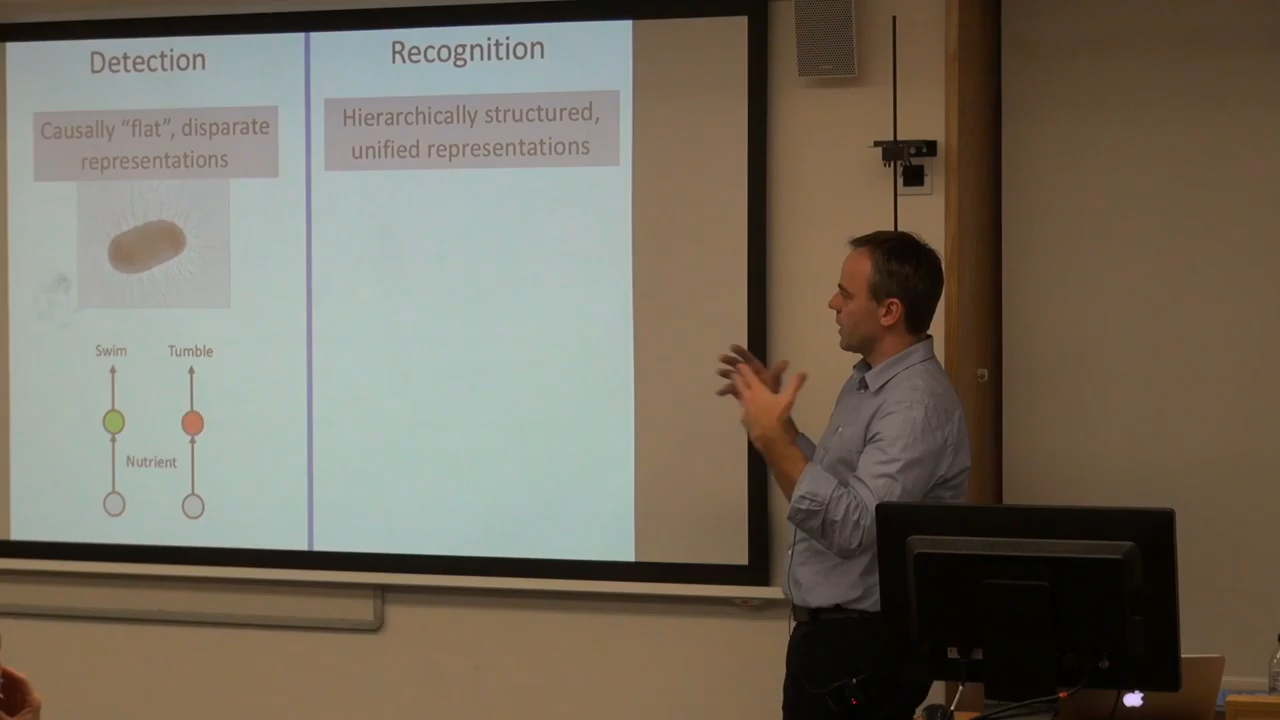 Detection
Recognition
Causally “flat”, disparate
representations
Hierarchically structured,
unified representations
Swim
Tumble
Nutrient